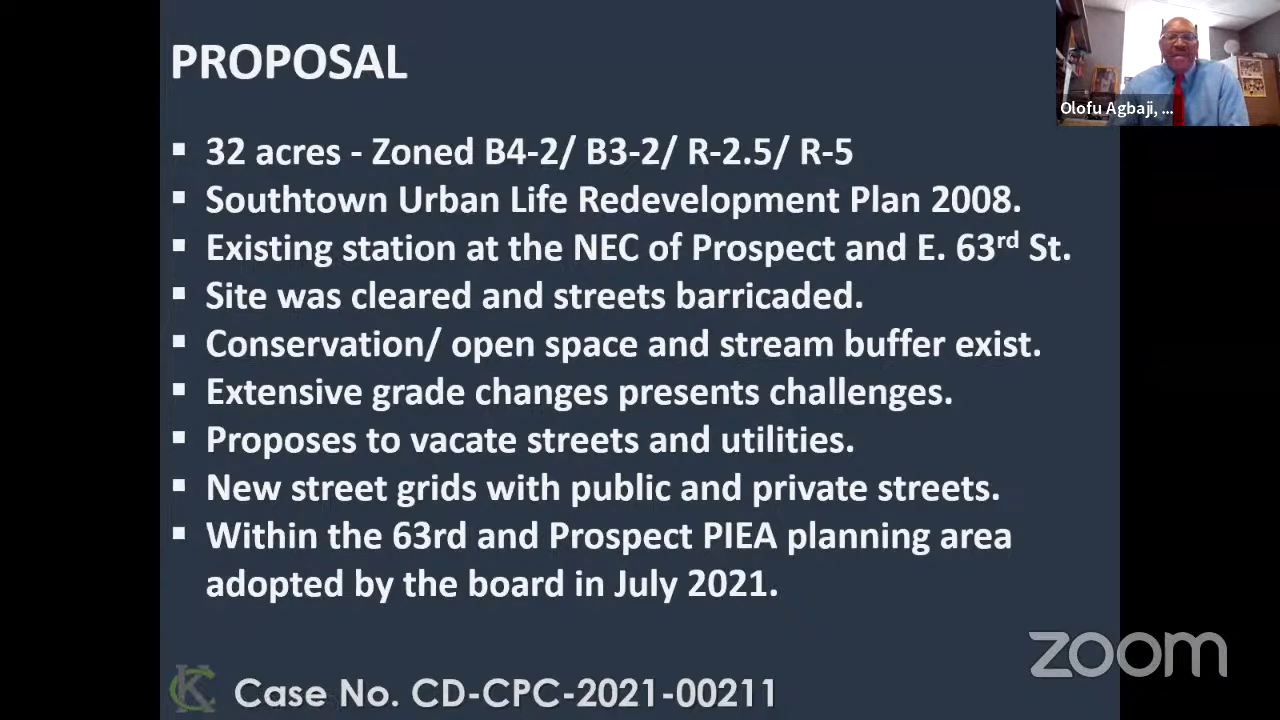 PROPOSAL
▪ 32 acres - Zoned B4-2/ B3-2/ R-2.5/ R-5
▪ Southtown Urban Life Redevelopment Plan 2008.
▪ Existing station at the NEC of Prospect and E. 63rd St.
▪ Site was cleared and streets barricaded.
▪ Conservation/ open space and stream buffer exist.
▪ Extensive grade changes presents challenges.
▪ Proposes to vacate streets and utilities.
▪ New street grids with public and private streets.
▪ Within the 63rd and Prospect PIEA planning area
adopted by the board in July 2021.
KC Case No. CD-CPC-2021-00211
Olofu Agbaji, ...
zoom